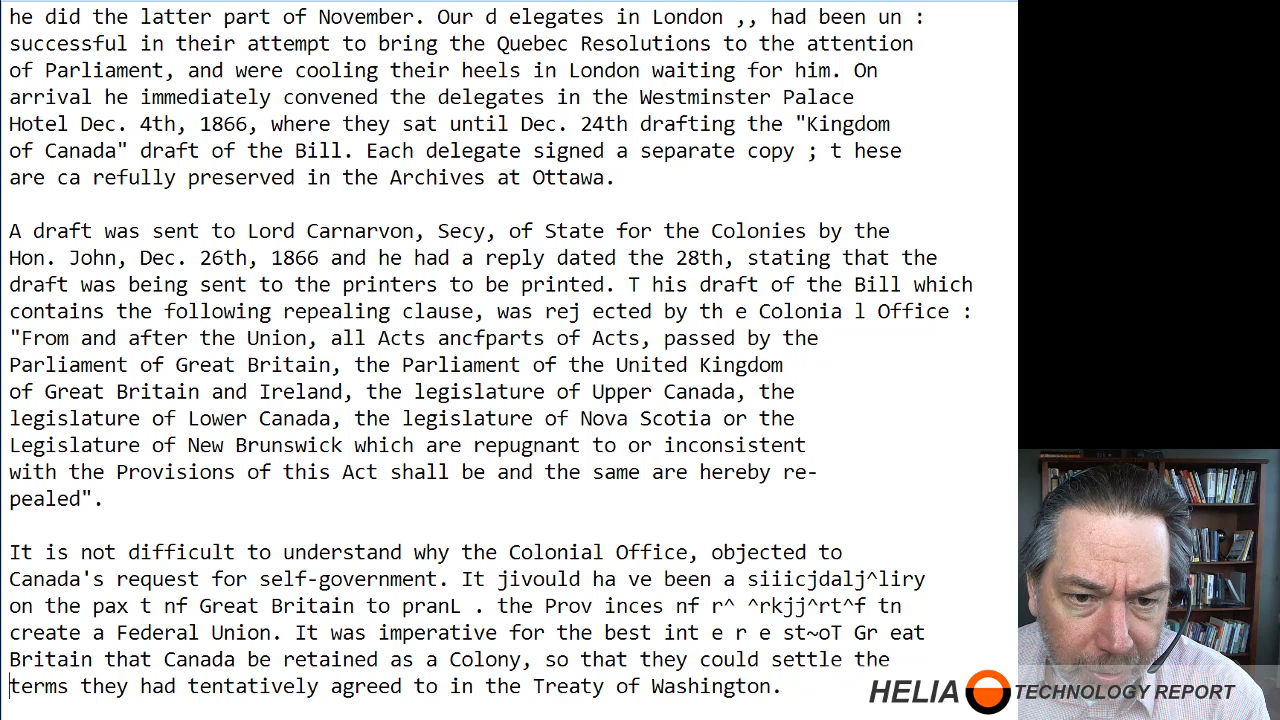 he did the latter part of November. Our d elegates in London ,, had been un :
successful in their attempt to bring the Quebec Resolutions to the attention
of Parliament, and were cooling their heels in London waiting for him. On
arrival he immediately convened the delegates in the Westminster Palace
Hotel Dec. 4th, 1866, where they sat until Dec. 24th drafting the "Kingdom
of Canada" draft of the Bill. Each delegate signed a separate copy ; t hese
are ca refully preserved in the Archives at Ottawa.
A draft was sent to Lord Carnarvon, Secy, of State for the Colonies by the
Hon. John, Dec. 26th, 1866 and he had a reply dated the 28th, stating that the
draft was being sent to the printers to be printed. T his draft of the Bill which
contains the following repealing clause, was rej ected by th e Colonia l Office :
"From and after the Union, all Acts ancfparts of Acts, passed by the
Parliament of Great Britain, the Parliament of the United Kingdom
of Great Britain and Ireland, the legislature of Upper Canada, the
legislature of Lower Canada, the legislature of Nova Scotia or the
Legislature of New Brunswick which are repugnant to or inconsistent
with the Provisions of this Act shall be and the same are hereby re-
pealed".
It is not difficult to understand why the Colonial Office, objected to
Canada's request for self-government. It jivould ha ve been a siiicjdalj^liry
on the pax t nf Great Britain to pranL . the Prov inces nf r^ ^rkjj^rt^f tn
create a Federal Union. It was imperative for the best int e r e st~oT Gr eat
Britain that Canada be retained as a Colony, so that they could settle the
terms they had tentatively agreed to in the Treaty of Washington.
HELIA TECHNOLOGY REPORT